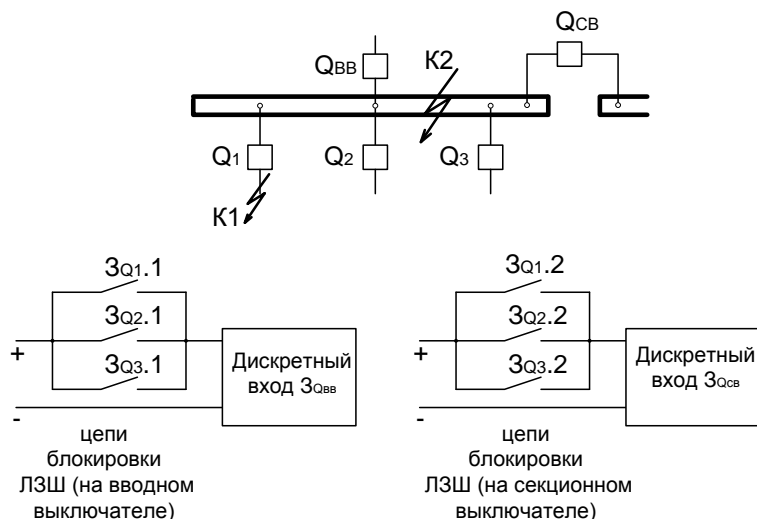 QСВ
QВВ
К2
Q1
Q2
Q3
К1
ЗQ1.1
ЗQ2.1
ЗQ3.1
+
-
Дискретный
вход ЗQвв
цепи
блокировки
ЛЗШ (на вводном
выключателе)
ЗQ1.2
ЗQ2.2
ЗQ3.2
+
-
Дискретный
вход ЗQсв
цепи
блокировки
ЛЗШ (на секционном
выключателе)